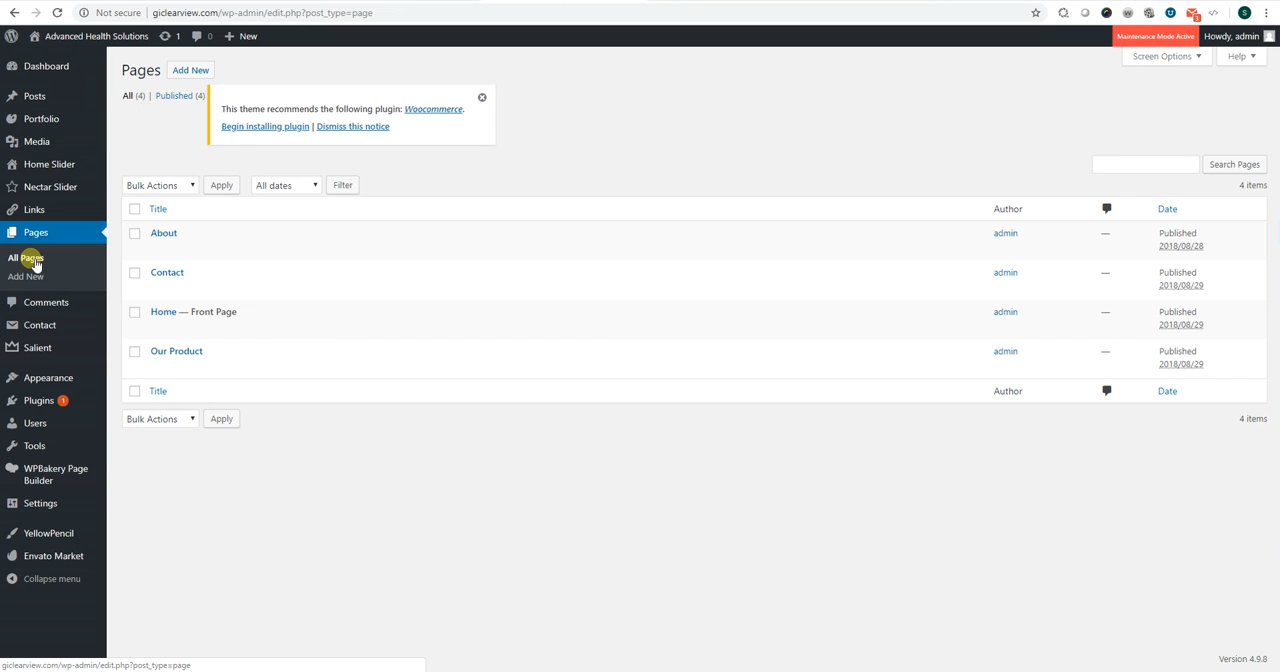 Not secure | giclearview.com/wp-admin/edit.php?post_type=page
3
S
Advanced Health Solutions 1 0 New
Maintenance Mode Active Howdy, admin
Dashboard
Posts
Portfolio
Media
Home Slider
Nectar Slider
Links
Pages
All Pages
Add New
Comments
Contact
Salient
Appearance
Plugins 1
Users
Tools
WPBakery Page
Builder
Settings
YellowPencil
Envato Market
Collapse menu
Screen Options Help
Pages Add New
All (4) | Published (4)
This theme recommends the following plugin: Woocommerce.
Begin installing plugin | Dismiss this notice
Search Pages
Bulk Actions Apply All dates Filter 4 items
Title Author Date
About admin — Published
2018/08/28
Contact admin — Published
2018/08/29
Home — Front Page admin — Published
2018/08/29
Our Product admin — Published
2018/08/29
Title Author Date
Bulk Actions Apply 4 items
Version 4.9.8
giclearview.com/wp-admin/edit.php?post_type=page